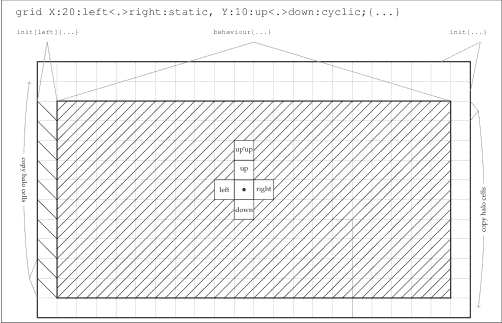 grid X:20:left<.>right:static, Y:10:up<.>down:cyclic;{...}
init[left]{...}
behaviour{...}
init{...}
up'up
up
left
right
down
copy halo cells
copy halo cells